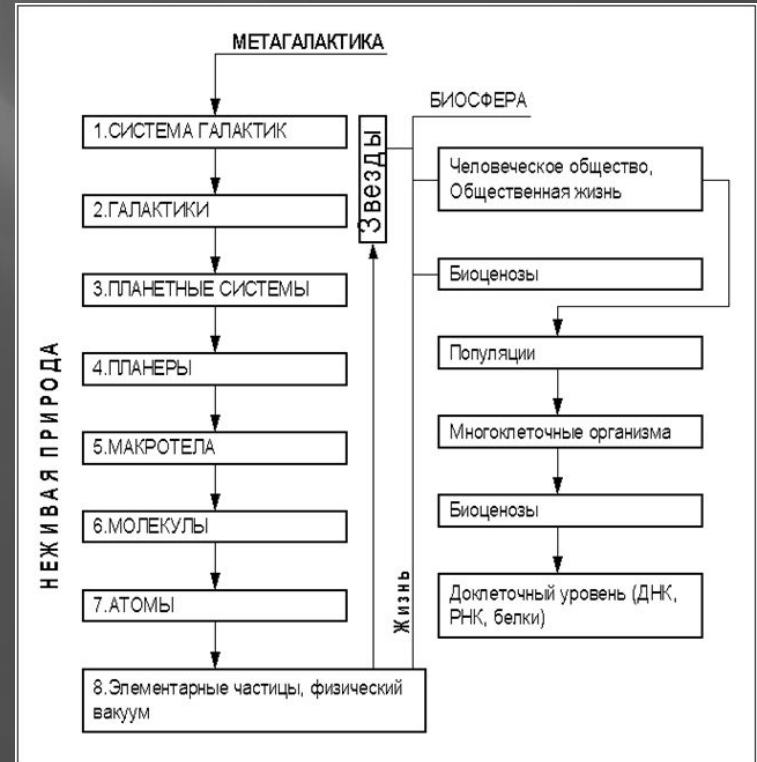 МЕТАГАЛАКТИКА
1.СИСТЕМА ГАЛАКТИК
2.ГАЛАКТИКИ
3.ПЛАНЕТНЫЕ СИСТЕМЫ
4.ПЛАНЕРЫ
5.МАКРОТЕЛА
6.МОЛЕКУЛЫ
7.АТОМЫ
8.Элементарные частицы, физический
вакуум
НЕЖИВАЯ ПРИРОДА
Звезды
Жизнь
БИОСФЕРА
Человеческое общество,
Общественная жизнь
Биоценозы
Популяции
Многоклеточные организма
Биоценозы
Доклеточный уровень (ДНК,
РНК, белки)